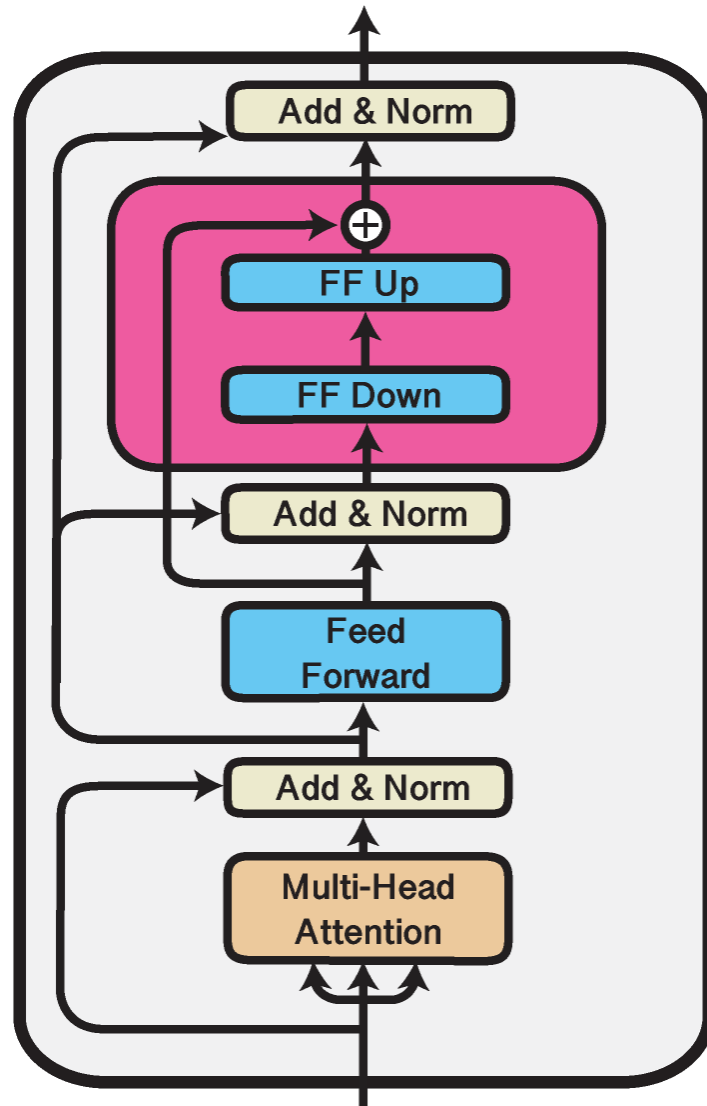 Add & Norm
+
FF Up
FF Down
Add & Norm
Feed
Forward
Add & Norm
Multi-Head
Attention